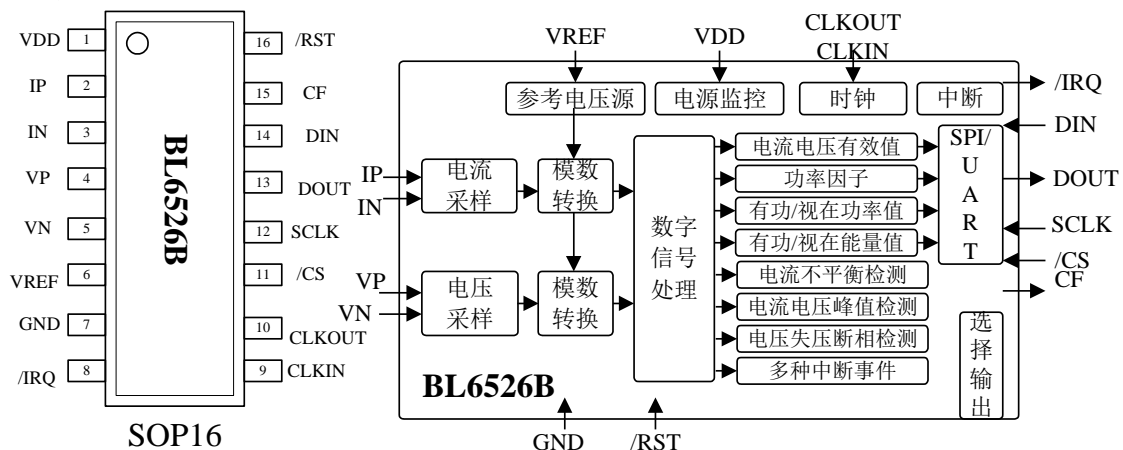 VDD 1
IP 2
IN 3
VP 4
VN 5
VREF 6
GND 7
/IRQ 8
BL6526B
16 /RST
15 CF
14 DIN
13 DOUT
12 SCLK
11 /CS
10 CLKOUT
9 CLKIN
SOP16
VREF
VDD
CLKOUT
CLKIN
参考电压源
电源监控
时钟
中断
/IRQ
DIN
DOUT
SCLK
/CS
CF
IP
IN
电流
采样
模数
转换
VP
VN
电压
采样
模数
转换
数字
信号
处理
电流电压有效值
功率因子
有功/视在功率值
有功/视在能量值
电流不平衡检测
电流电压峰值检测
电压失压断相检测
多种中断事件
SPI/
U
A
R
T
选
择
输
出
BL6526B
GND
/RST